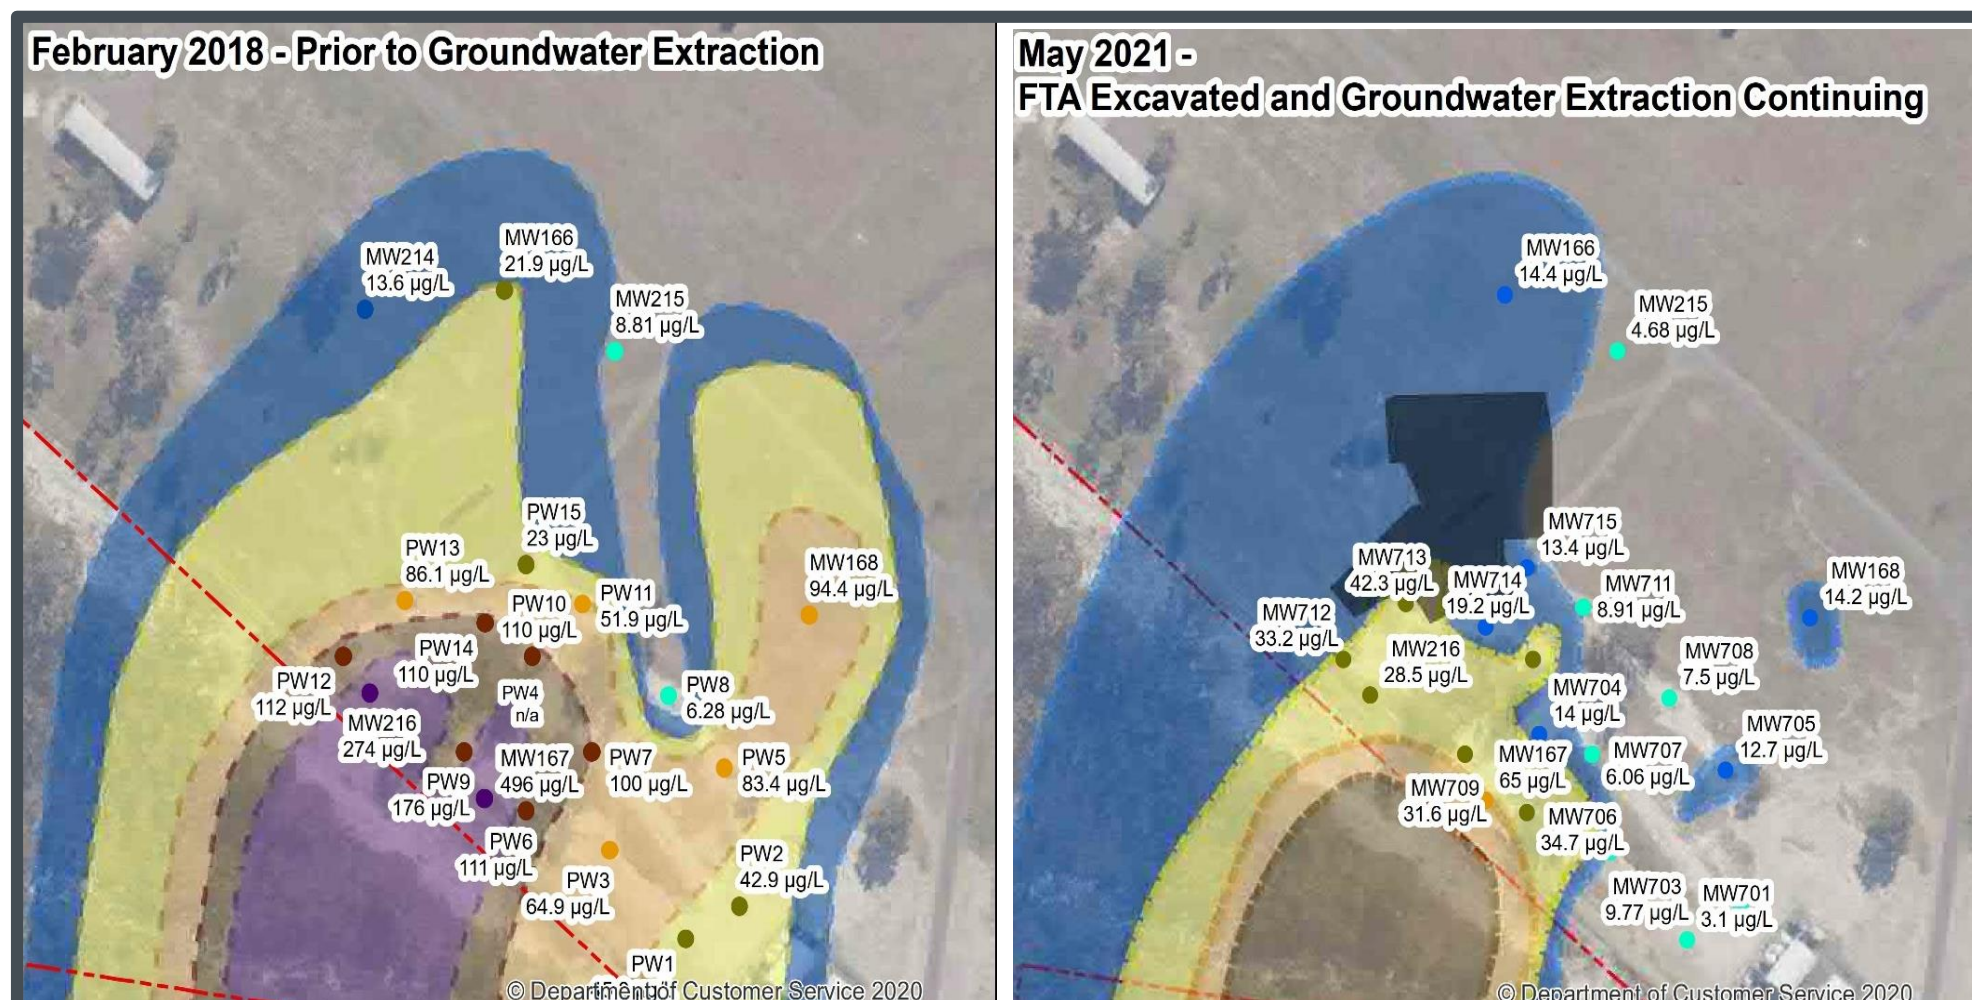 February 2018 - Prior to Groundwater Extraction
MW166
21.9 µg/L
MW214
13.6 µg/L
MW215
8.81 µg/L
PW15
23 µg/L
PW13
86.1 µg/L
MW168
94.4 µg/L
PW11
51.9 µg/L
PW10
110 µg/L
PW14
110 µg/L
PW12
112 µg/L
PW4
n/a
PW8
6.28 µg/L
MW216
274 µg/L
MW167
496 µg/L
PW7
100 µg/L
PW5
83.4 µg/L
PW9
176 µg/L
PW6
111 µg/L
PW2
42.9 µg/L
PW3
64.9 µg/L
PW1
© Department of Customer Service 2020
May 2021 -
FTA Excavated and Groundwater Extraction Continuing
MW166
14.4 µg/L
MW215
4.68 µg/L
MW715
13.4 µg/L
MW713
42.3 µg/L
MW714
19.2 µg/L
MW711
8.91 µg/L
MW168
14.2 µg/L
MW712
33.2 µg/L
MW216
28.5 µg/L
MW708
7.5 µg/L
MW704
14 µg/L
MW705
12.7 µg/L
MW167
65 µg/L
MW707
6.06 µg/L
MW709
31.6 µg/L
MW706
34.7 µg/L
MW703
9.77 µg/L
MW701
3.1 µg/L
© Department of Customer Service 2020